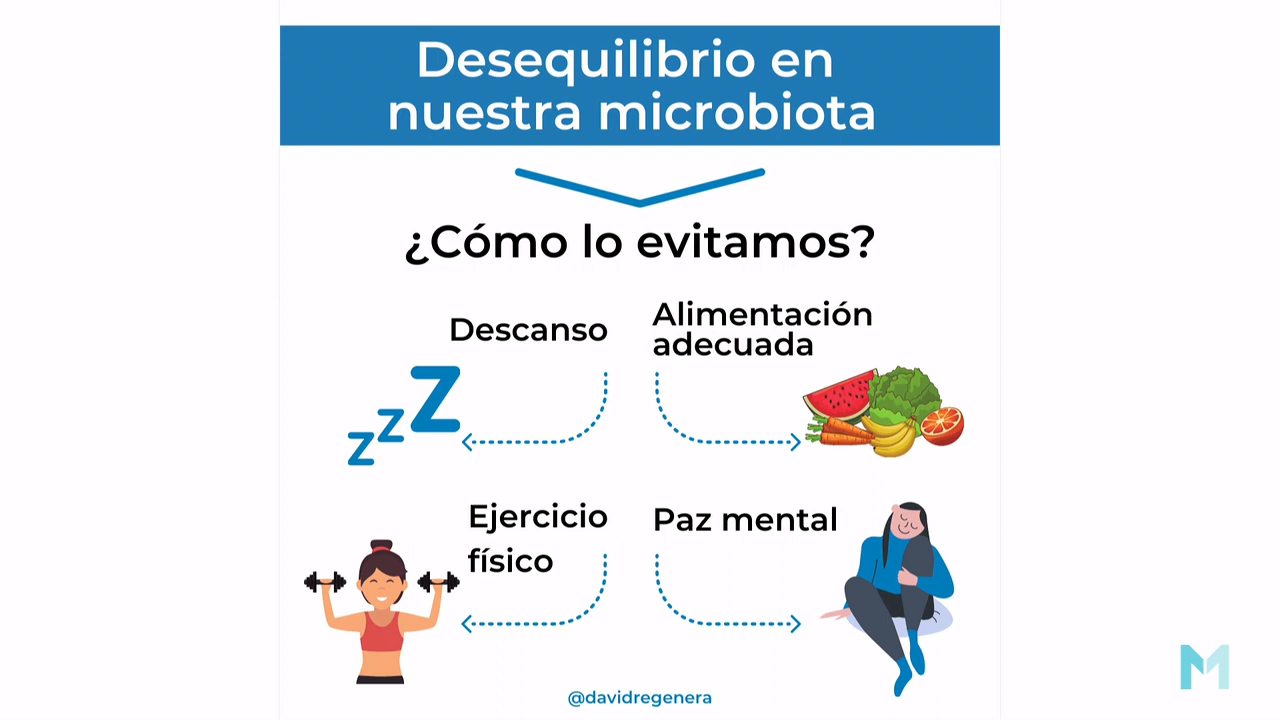 Desequilibrio en
nuestra microbiota
¿Cómo lo evitamos?
Descanso
Alimentación
adecuada
z z Z
Ejercicio
físico
Paz mental
@davidregenera
M